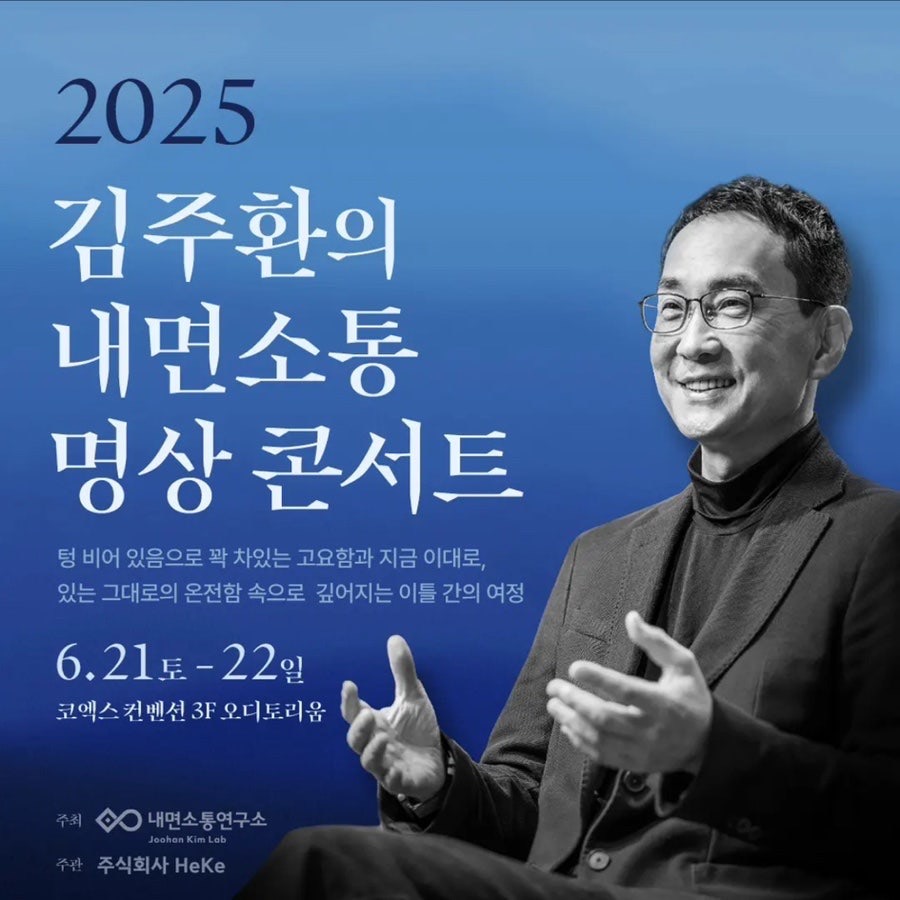 2025
김주환의
내면소통
명상 콘서트
텅 비어 있음으로 꽉 차있는 고요함과 지금 이대로,
있는 그대로의 온전함 속으로 깊어지는 이틀 간의 여정
6.21토 - 22일
코엑스 컨벤션 3F 오디토리움
주최 내면소통연구소
Joohan Kim Lab
주관 주식회사 HeKe